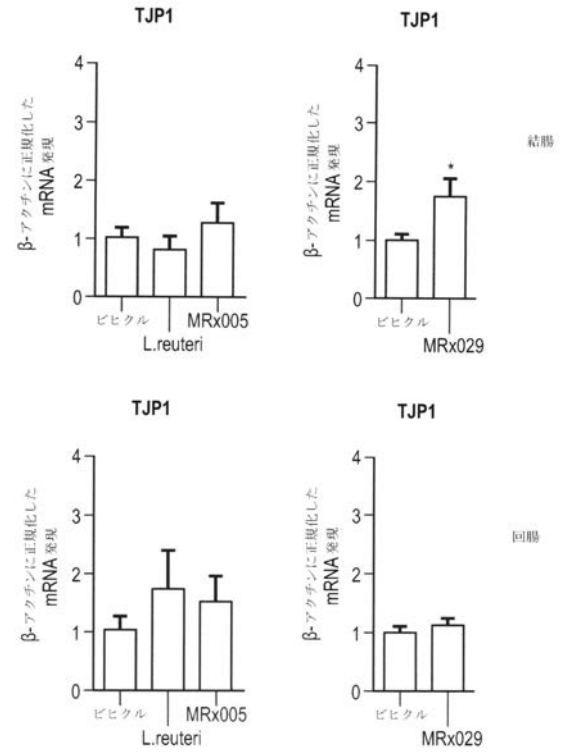 TJP1
β-アクチンに正規化した
mRNA 発現
4
3
2
1
0
ビヒクル
L.reuteri
MRx005
TJP1
β-アクチンに正規化した
mRNA 発現
4
3
2
1
0
*
ビヒクル
MRx029
結腸
TJP1
β-アクチンに正規化した
mRNA 発現
4
3
2
1
0
ビヒクル
L.reuteri
MRx005
TJP1
β-アクチンに正規化した
mRNA 発現
4
3
2
1
0
ビヒクル
MRx029
回腸